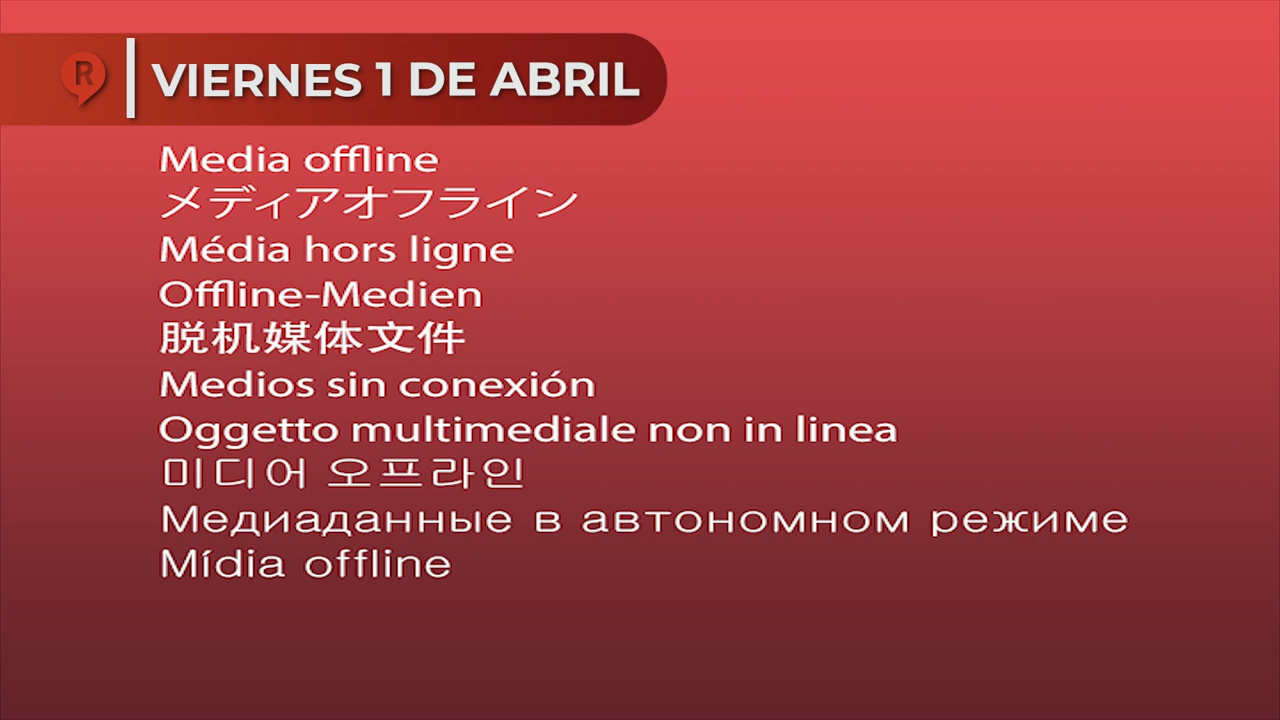 R
VIERNES 1 DE ABRIL
Media offline
メディアオフライン
Média hors ligne
Offline-Medien
脱机媒体文件
Medios sin conexión
Oggetto multimediale non in linea
미디어 오프라인
Медиаданные в автономном режиме
Mídia offline